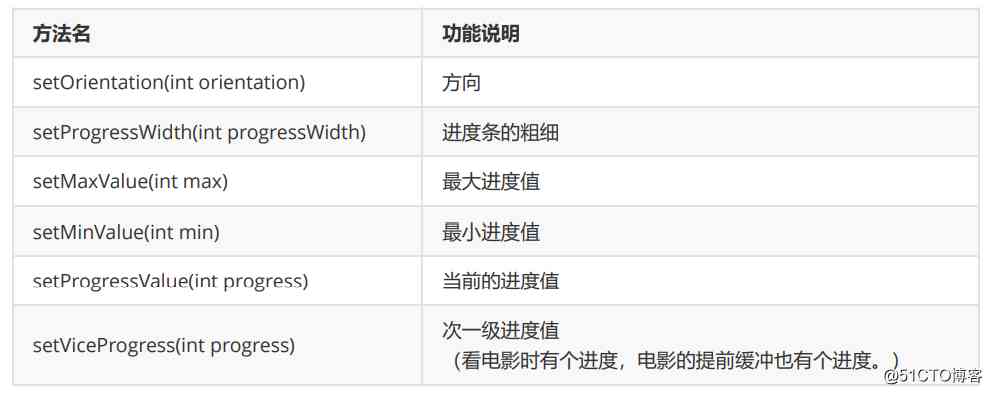 方法名 功能说明
setOrientation(int orientation) 方向
setProgressWidth(int progressWidth) 进度条的粗细
setMaxValue(int max) 最大进度值
setMinValue(int min) 最小进度值
setProgressValue(int progress) 当前的进度值
setViceProgress(int progress) 次一级进度值
（看电影时有个进度，电影的提前缓冲也有个进度。）
@51CTO博客